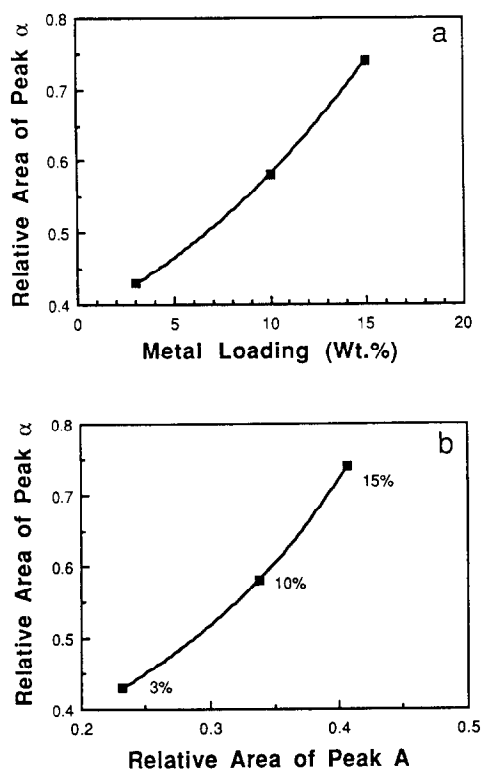 a
Relative Area of Peak α
0.8
0.7
0.6
0.5
0.4
0 5 10 15 20
Metal Loading (Wt.%)
b
Relative Area of Peak α
0.8
0.7
0.6
0.5
0.4
15%
10%
3%
0.2 0.3 0.4 0.5
Relative Area of Peak A